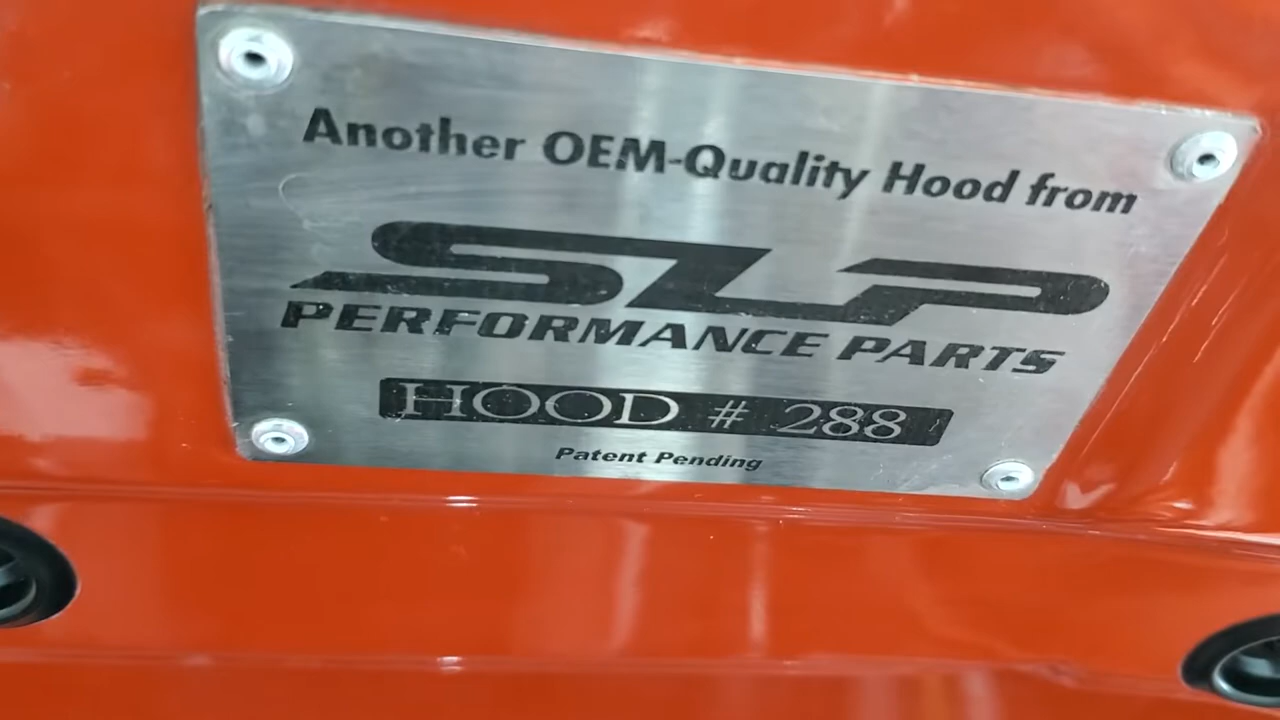 Another OEM-Quality Hood from
SLP
PERFORMANCE PARTS
HOOD # 288
Patent Pending